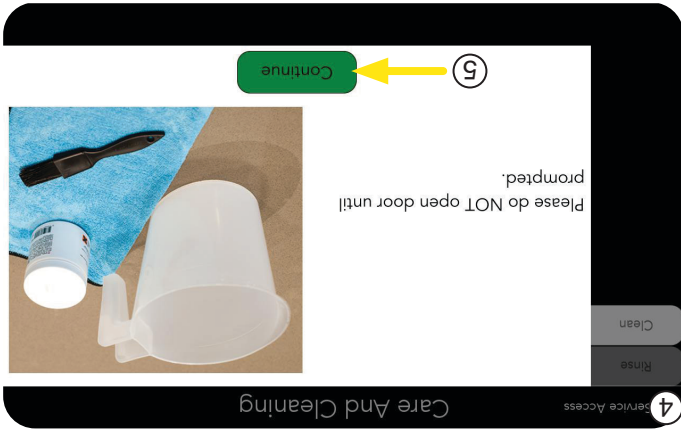 4
Service Access
Care And Cleaning
Rinse
Clean
Please do NOT open door until
prompted.
5
Continue